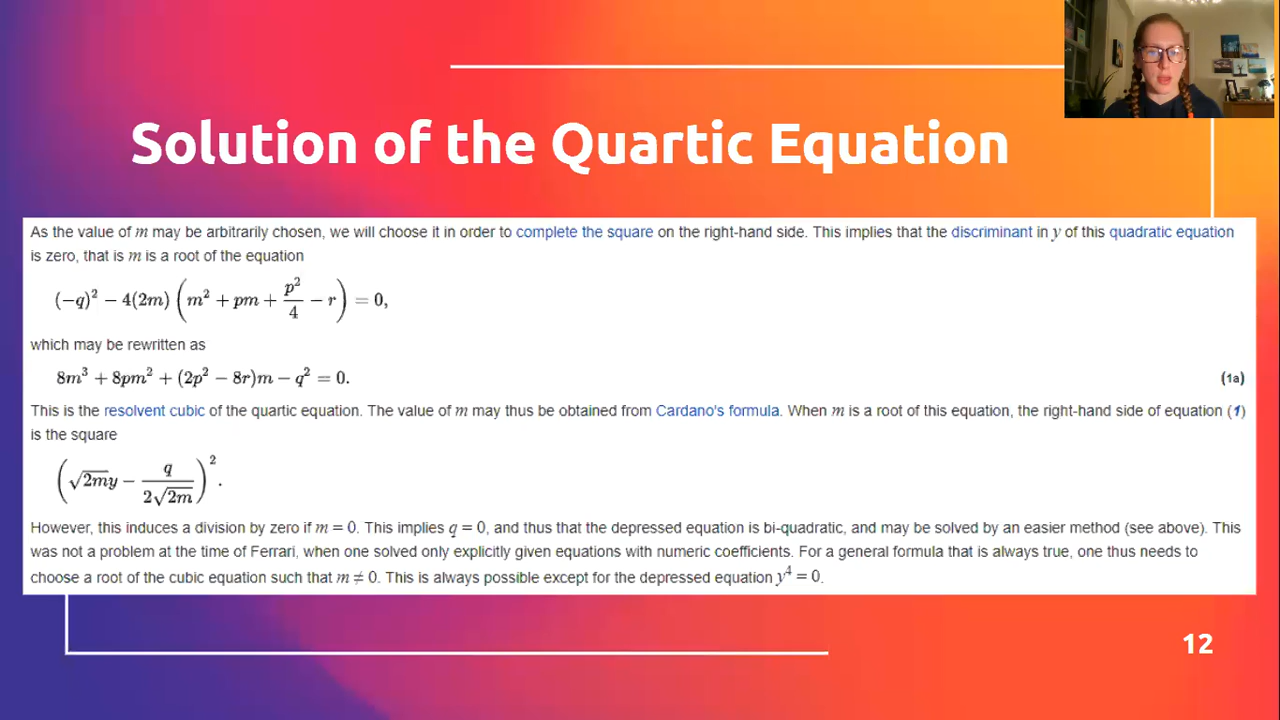 Solution of the Quartic Equation
As the value of m may be arbitrarily chosen, we will choose it in order to complete the square on the right-hand side. This implies that the discriminant in y of this quadratic equation
is zero, that is m is a root of the equation
(−q)² − 4(2m) (m² + pm + p²/4 − r) = 0,
which may be rewritten as
8m³ + 8pm² + (2p² − 8r)m − q² = 0. (1a)
This is the resolvent cubic of the quartic equation. The value of m may thus be obtained from Cardano's formula. When m is a root of this equation, the right-hand side of equation (1)
is the square
(√2m y − q/(2√2m))².
However, this induces a division by zero if m = 0. This implies q = 0, and thus that the depressed equation is bi-quadratic, and may be solved by an easier method (see above). This
was not a problem at the time of Ferrari, when one solved only explicitly given equations with numeric coefficients. For a general formula that is always true, one thus needs to
choose a root of the cubic equation such that m ≠ 0. This is always possible except for the depressed equation y⁴ = 0.
12